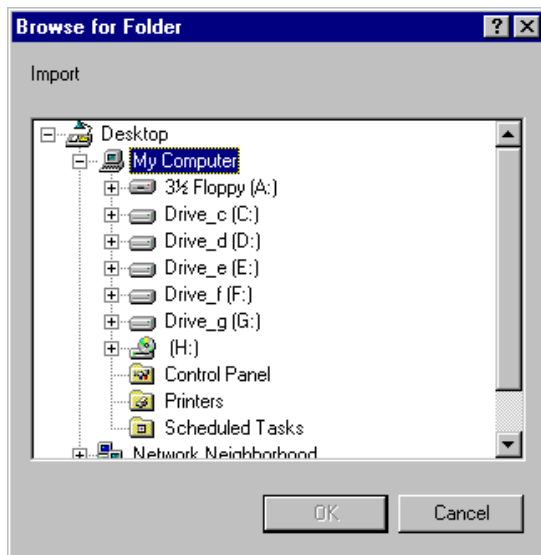 Browse for Folder
Import
Desktop
My Computer
3½ Floppy (A:)
Drive_c (C:)
Drive_d (D:)
Drive_e (E:)
Drive_f (F:)
Drive_g (G:)
(H:)
Control Panel
Printers
Scheduled Tasks
Network Neighborhood
OK Cancel